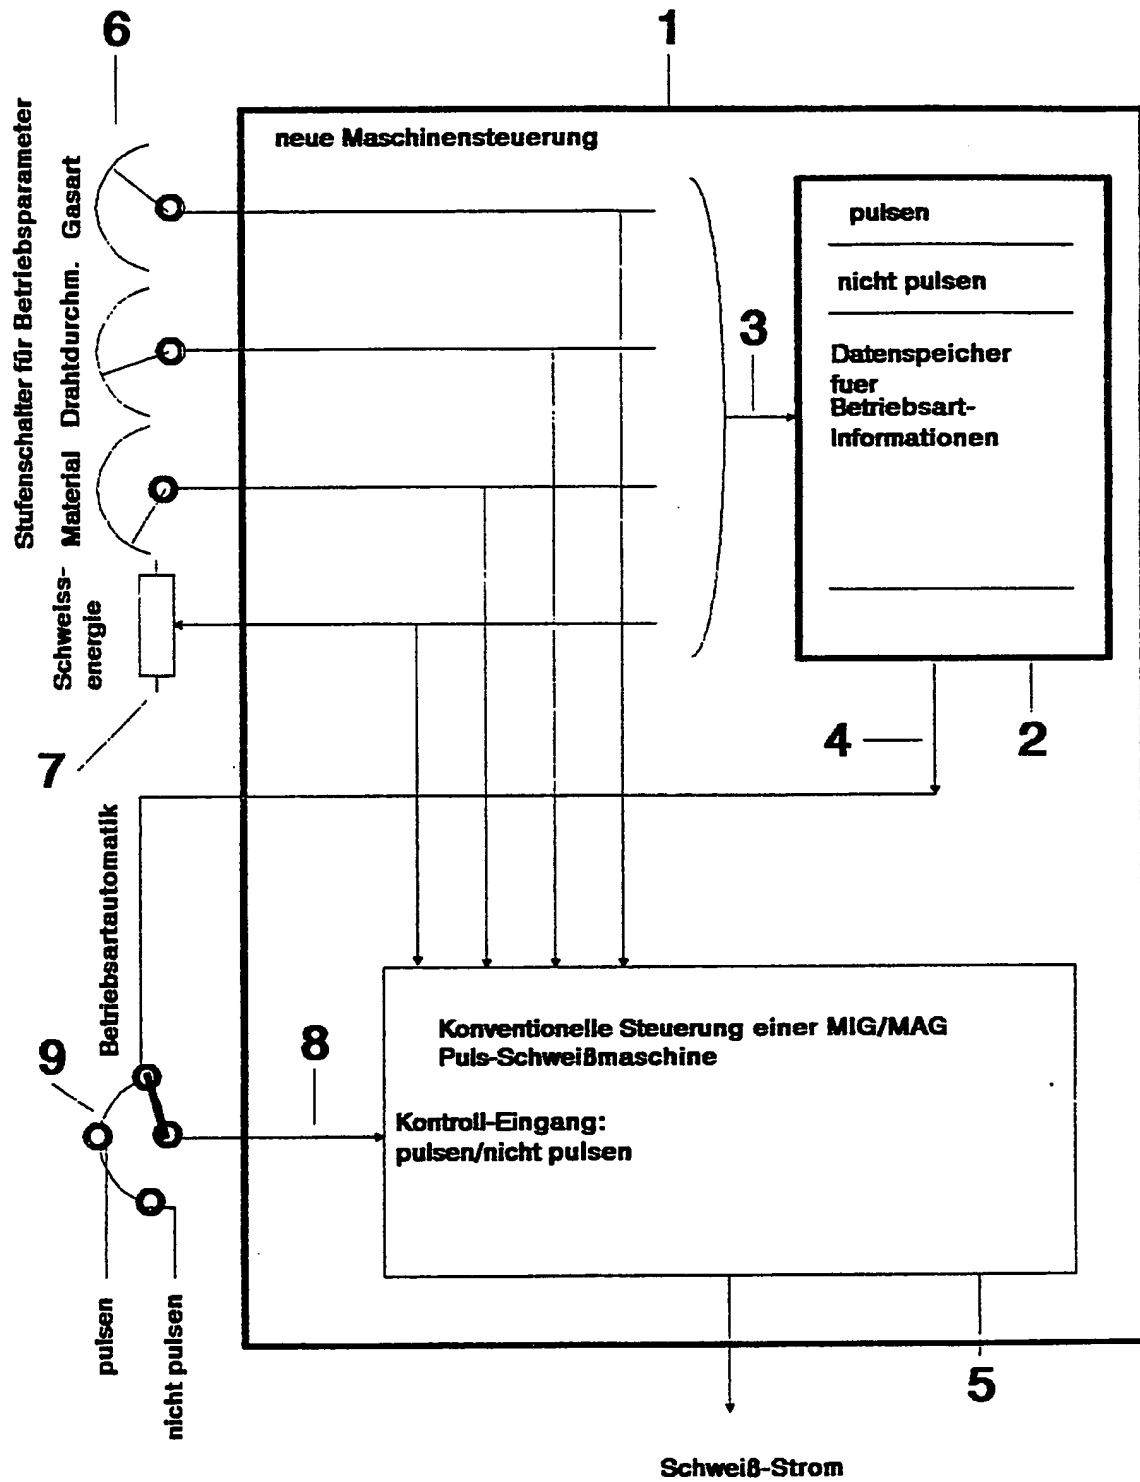 6
1
neue Maschinensteuerung
Stufenschalter für Betriebsparameter
Gasart
Drahtdurchm.
Material
Schweiss-
energie
pulsen
nicht pulsen
Datenspeicher
fuer
Betriebsart-
Informationen
3
4
2
7
Betriebsartautomatik
9
8
Konventionelle Steuerung einer MIG/MAG
Puls-Schweißmaschine
Kontroll-Eingang:
pulsen/nicht pulsen
pulsen
nicht pulsen
5
Schweiß-Strom